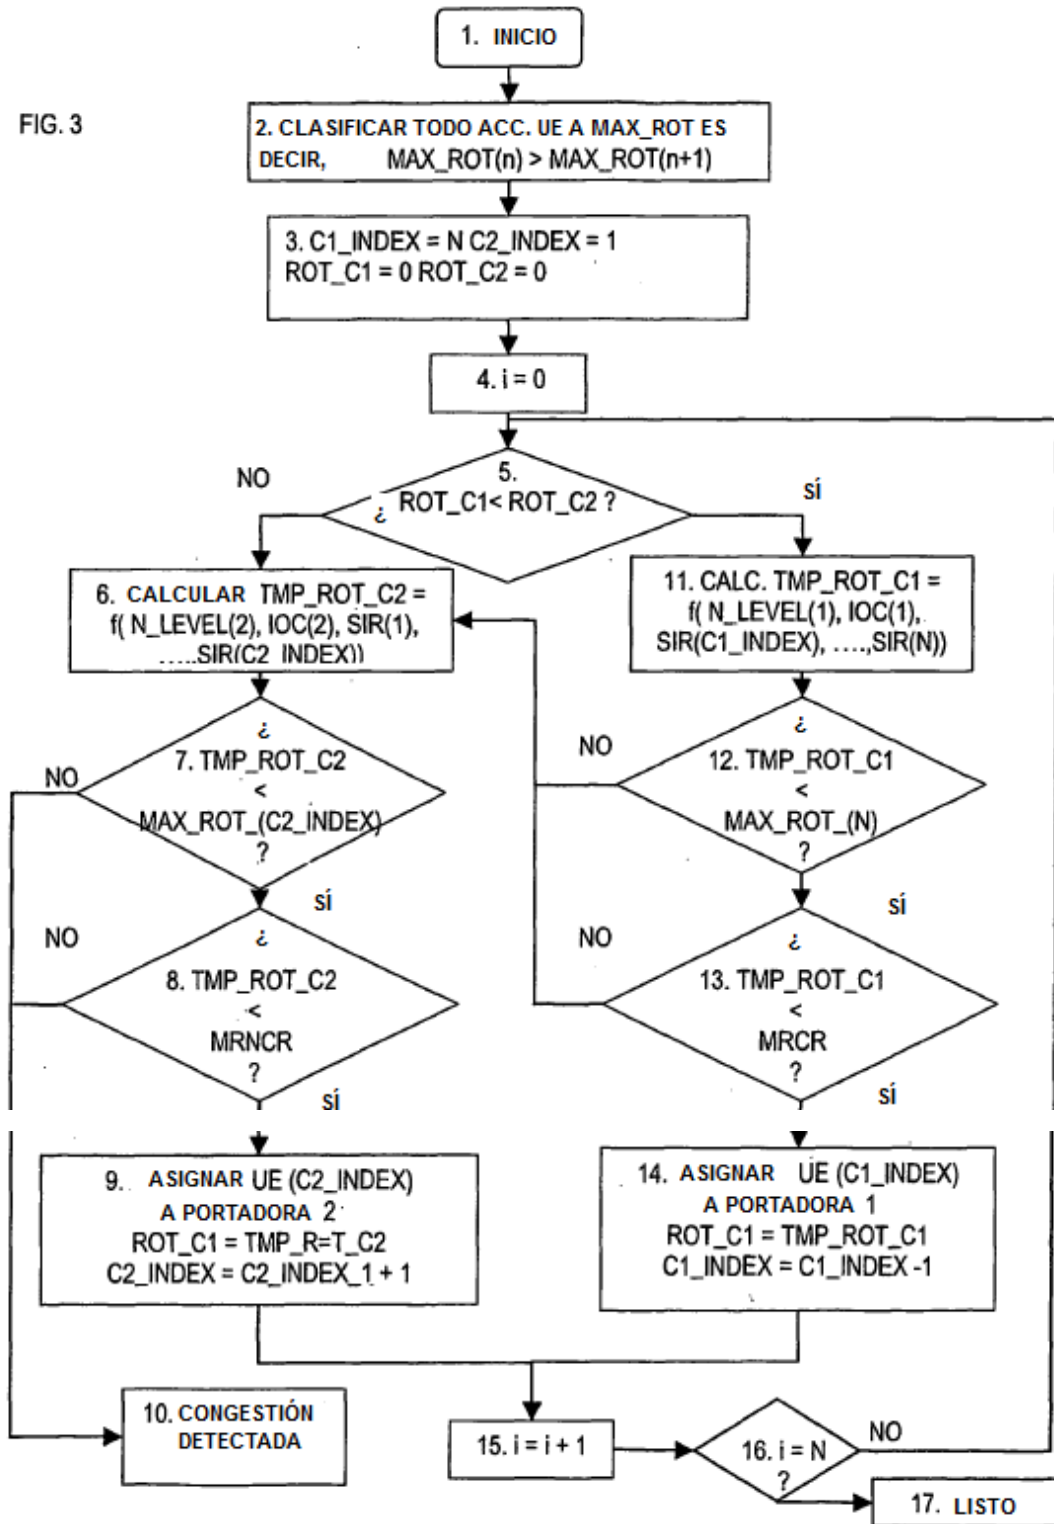 1. INICIO
FIG. 3
2. CLASIFICAR TODO ACC. UE A MAX_ROT ES
DECIR, MAX_ROT(n) > MAX_ROT(n+1)
3. C1_INDEX = N C2_INDEX = 1
ROT_C1 = 0 ROT_C2 = 0
4. i = 0
5.
¿ ROT_C1< ROT_C2 ?
NO
SÍ
6. CALCULAR TMP_ROT_C2 =
f( N_LEVEL(2), IOC(2), SIR(1),
.....SIR(C2_INDEX))
11. CALC. TMP_ROT_C1 =
f( N_LEVEL(1), IOC(1),
SIR(C1_INDEX), ....,SIR(N))
¿
7. TMP_ROT_C2
<
MAX_ROT_(C2_INDEX)
?
NO
SÍ
¿
12. TMP_ROT_C1
<
MAX_ROT_(N)
?
NO
SÍ
¿
8. TMP_ROT_C2
<
MRNCR
?
NO
SÍ
¿
13. TMP_ROT_C1
<
MRCR
?
NO
SÍ
9. ASIGNAR UE (C2_INDEX)
A PORTADORA 2
ROT_C1 = TMP_R=T_C2
C2_INDEX = C2_INDEX_1 + 1
14. ASIGNAR UE (C1_INDEX)
A PORTADORA 1
ROT_C1 = TMP_ROT_C1
C1_INDEX = C1_INDEX -1
10. CONGESTIÓN
DETECTADA
15. i = i + 1
16. i = N
?
NO
17. LISTO